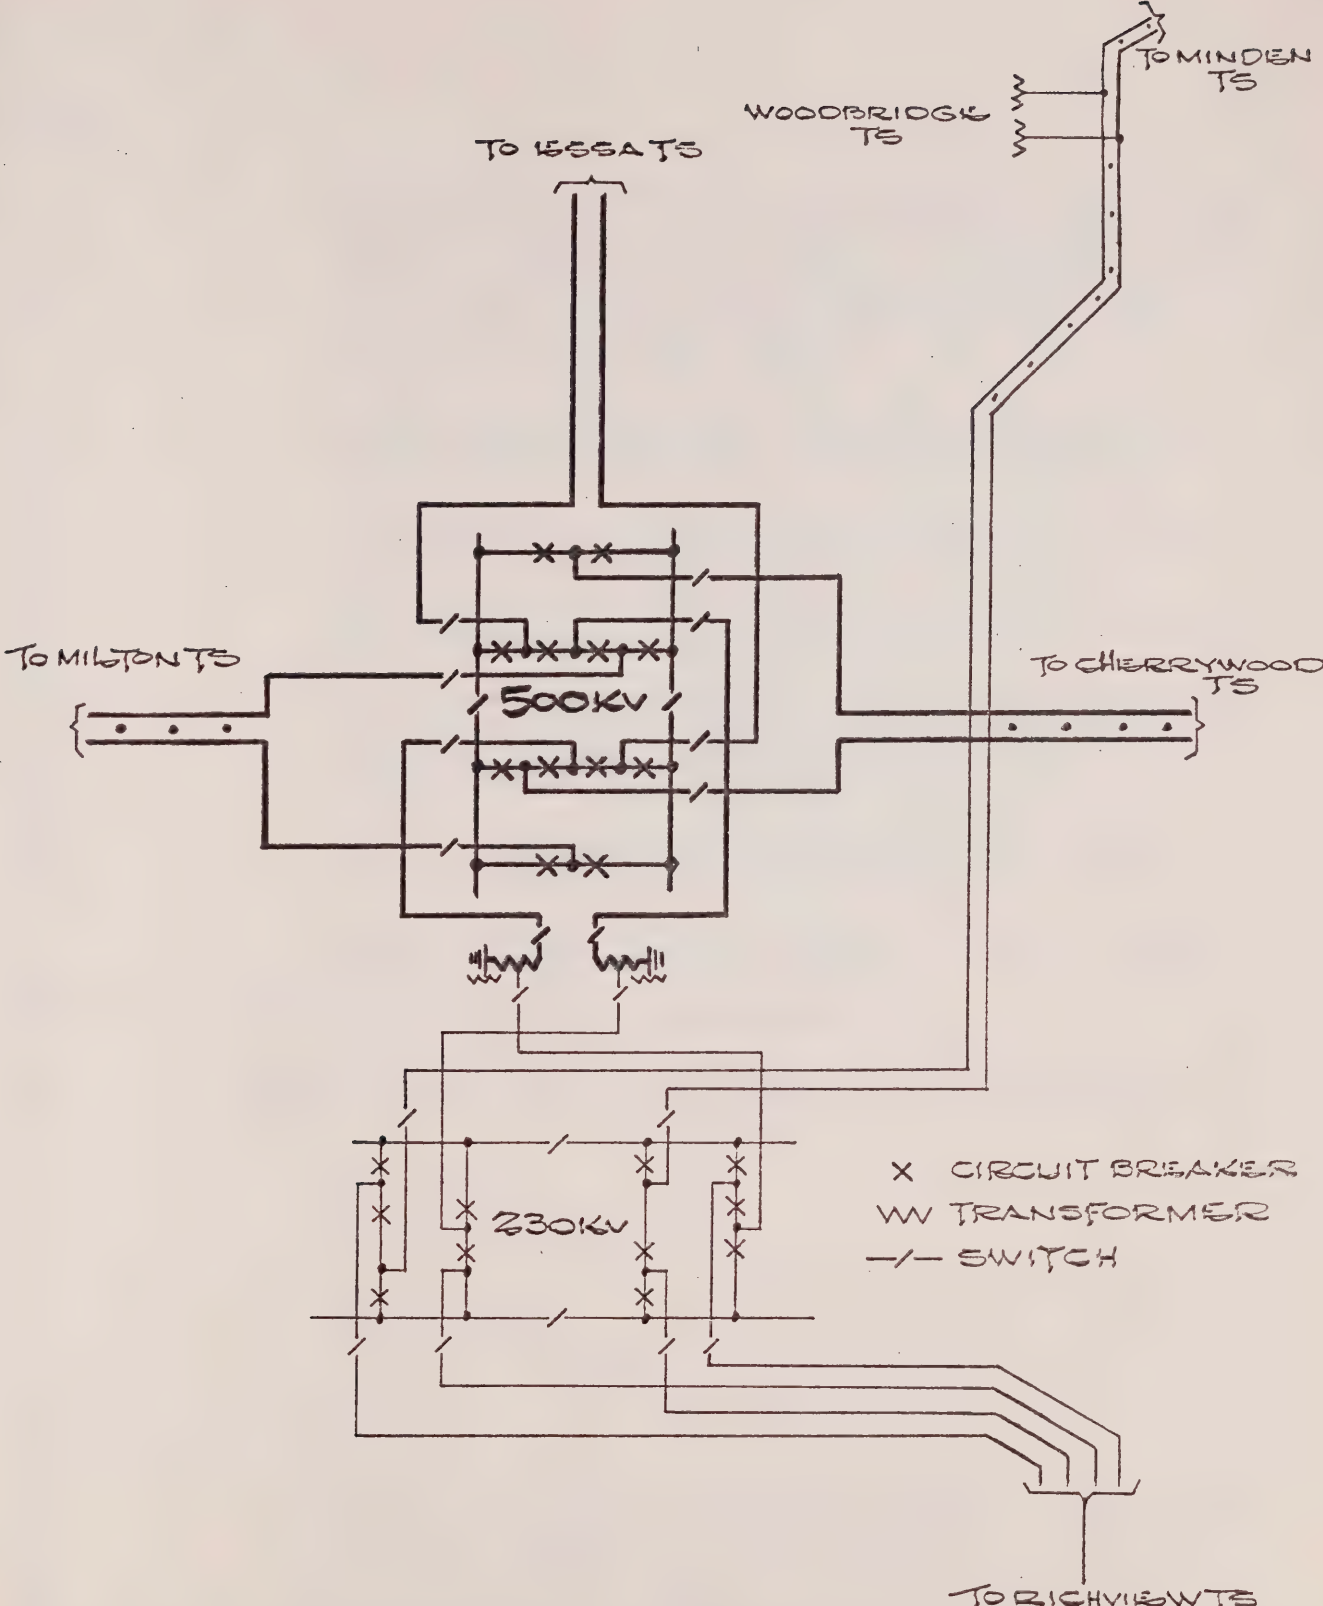 TO MINDEN
TS
WOODBRIDGE
TS
TO ESSA TS
TO MILTON TS
TO CHERRYWOOD
TS
500KV
230KV
X CIRCUIT BREAKER
TRANSFORMER
SWITCH
TO RICHVIEW TS